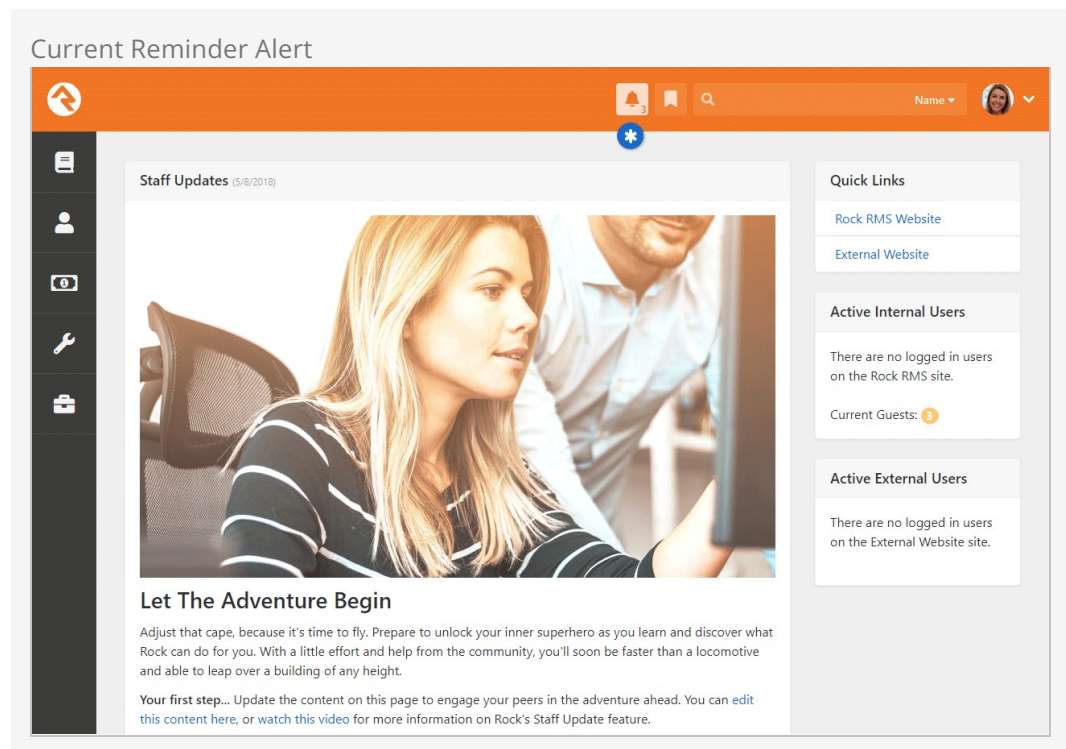 Current Reminder Alert
3
Name
Staff Updates (5/8/2018)
Quick Links
Rock RMS Website
External Website
Active Internal Users
There are no logged in users
on the Rock RMS site.
Current Guests: 3
Active External Users
There are no logged in users
on the External Website site.
Let The Adventure Begin
Adjust that cape, because it's time to fly. Prepare to unlock your inner superhero as you learn and discover what
Rock can do for you. With a little effort and help from the community, you'll soon be faster than a locomotive
and able to leap over a building of any height.
Your first step... Update the content on this page to engage your peers in the adventure ahead. You can edit
this content here, or watch this video for more information on Rock's Staff Update feature.